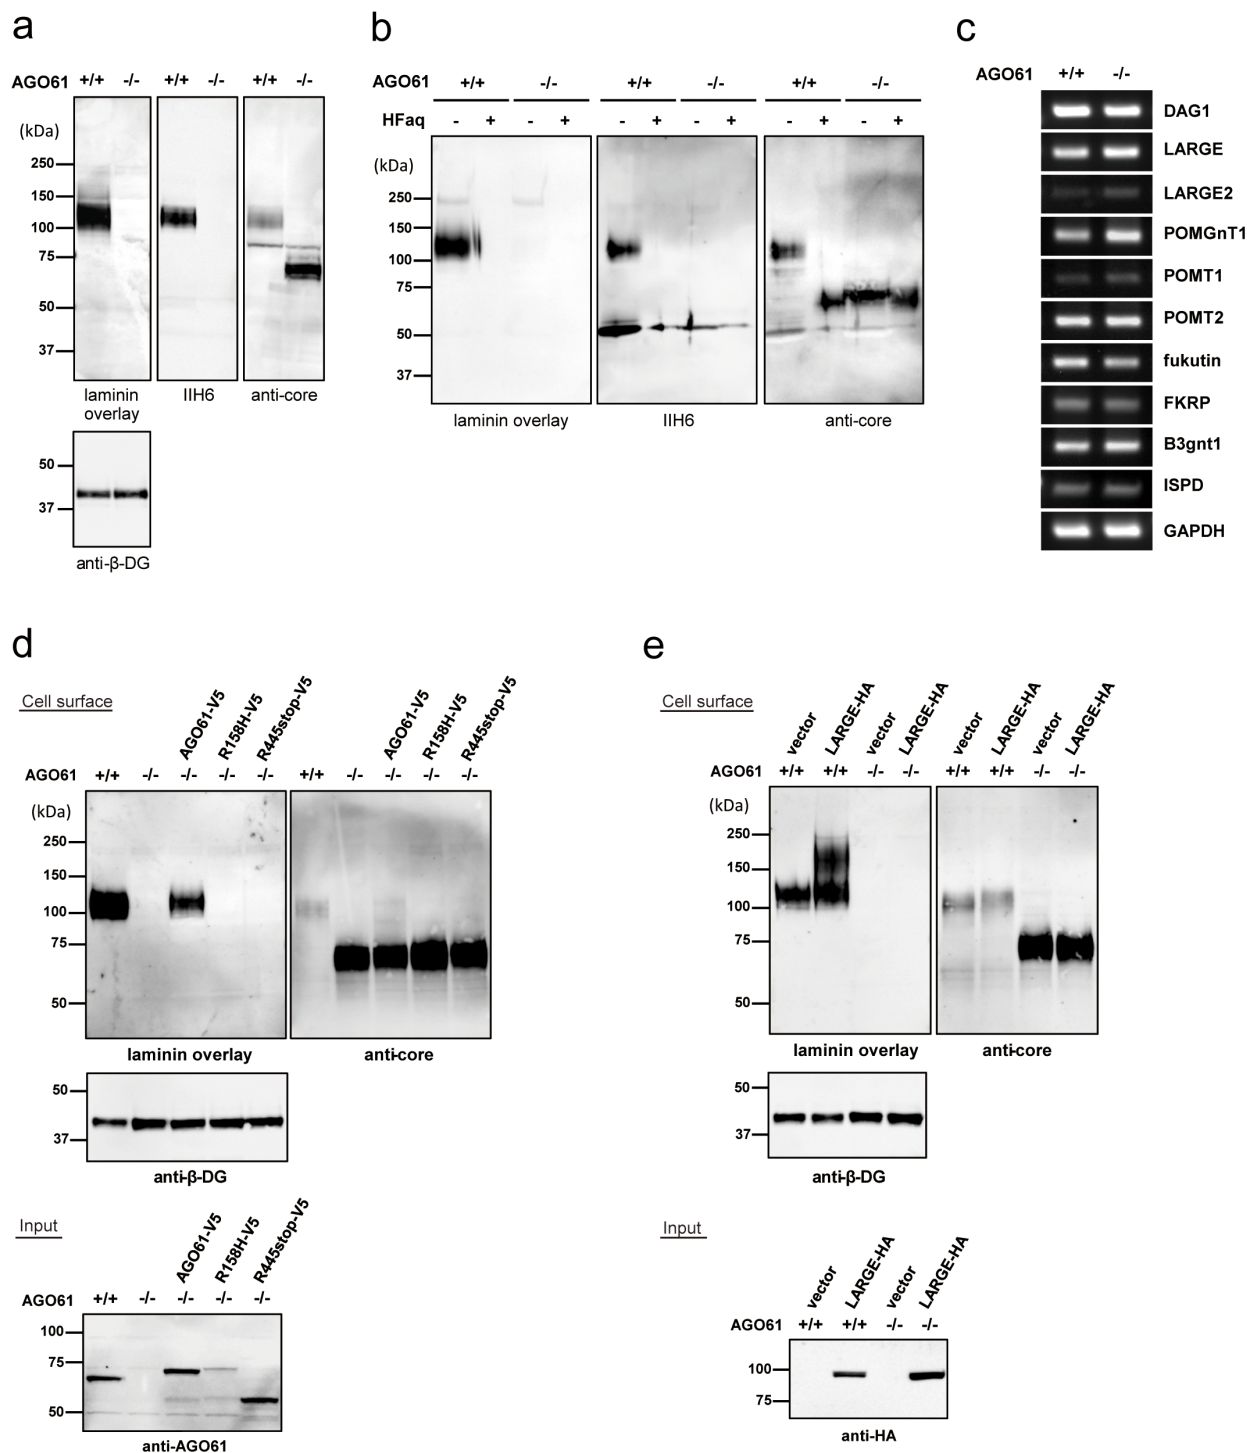 a
AGO61 +/+ -/- +/+ -/- +/+ -/-
(kDa)
250
150
100
75
50
37
laminin overlay
IIH6
anti-core
50
37
anti-β-DG
b
AGO61 +/+ -/- +/+ -/- +/+ -/-
HFaq - + - + - + - + - + - +
(kDa)
250
150
100
75
50
37
laminin overlay
IIH6
anti-core
c
AGO61 +/+ -/-
DAG1
LARGE
LARGE2
POMGnT1
POMT1
POMT2
fukutin
FKRP
B3gnt1
ISPD
GAPDH
d
Cell surface
AGO61-V5 R158H-V5 R445stop-V5 AGO61-V5 R158H-V5 R445stop-V5
AGO61 +/+ -/- -/- -/- -/- +/+ -/- -/- -/- -/-
(kDa)
250
150
100
75
50
laminin overlay
anti-core
50
37
anti-β-DG
Input
AGO61-V5 R158H-V5 R445stop-V5
AGO61 +/+ -/- -/- -/- -/-
100
75
50
anti-AGO61
e
Cell surface
vector LARGE-HA vector LARGE-HA vector LARGE-HA vector LARGE-HA
AGO61 +/+ +/+ -/- -/- +/+ +/+ -/- -/-
(kDa)
250
150
100
75
50
laminin overlay
anti-core
50
37
anti-β-DG
Input
vector LARGE-HA vector LARGE-HA
AGO61 +/+ +/+ -/- -/-
100
75
anti-HA